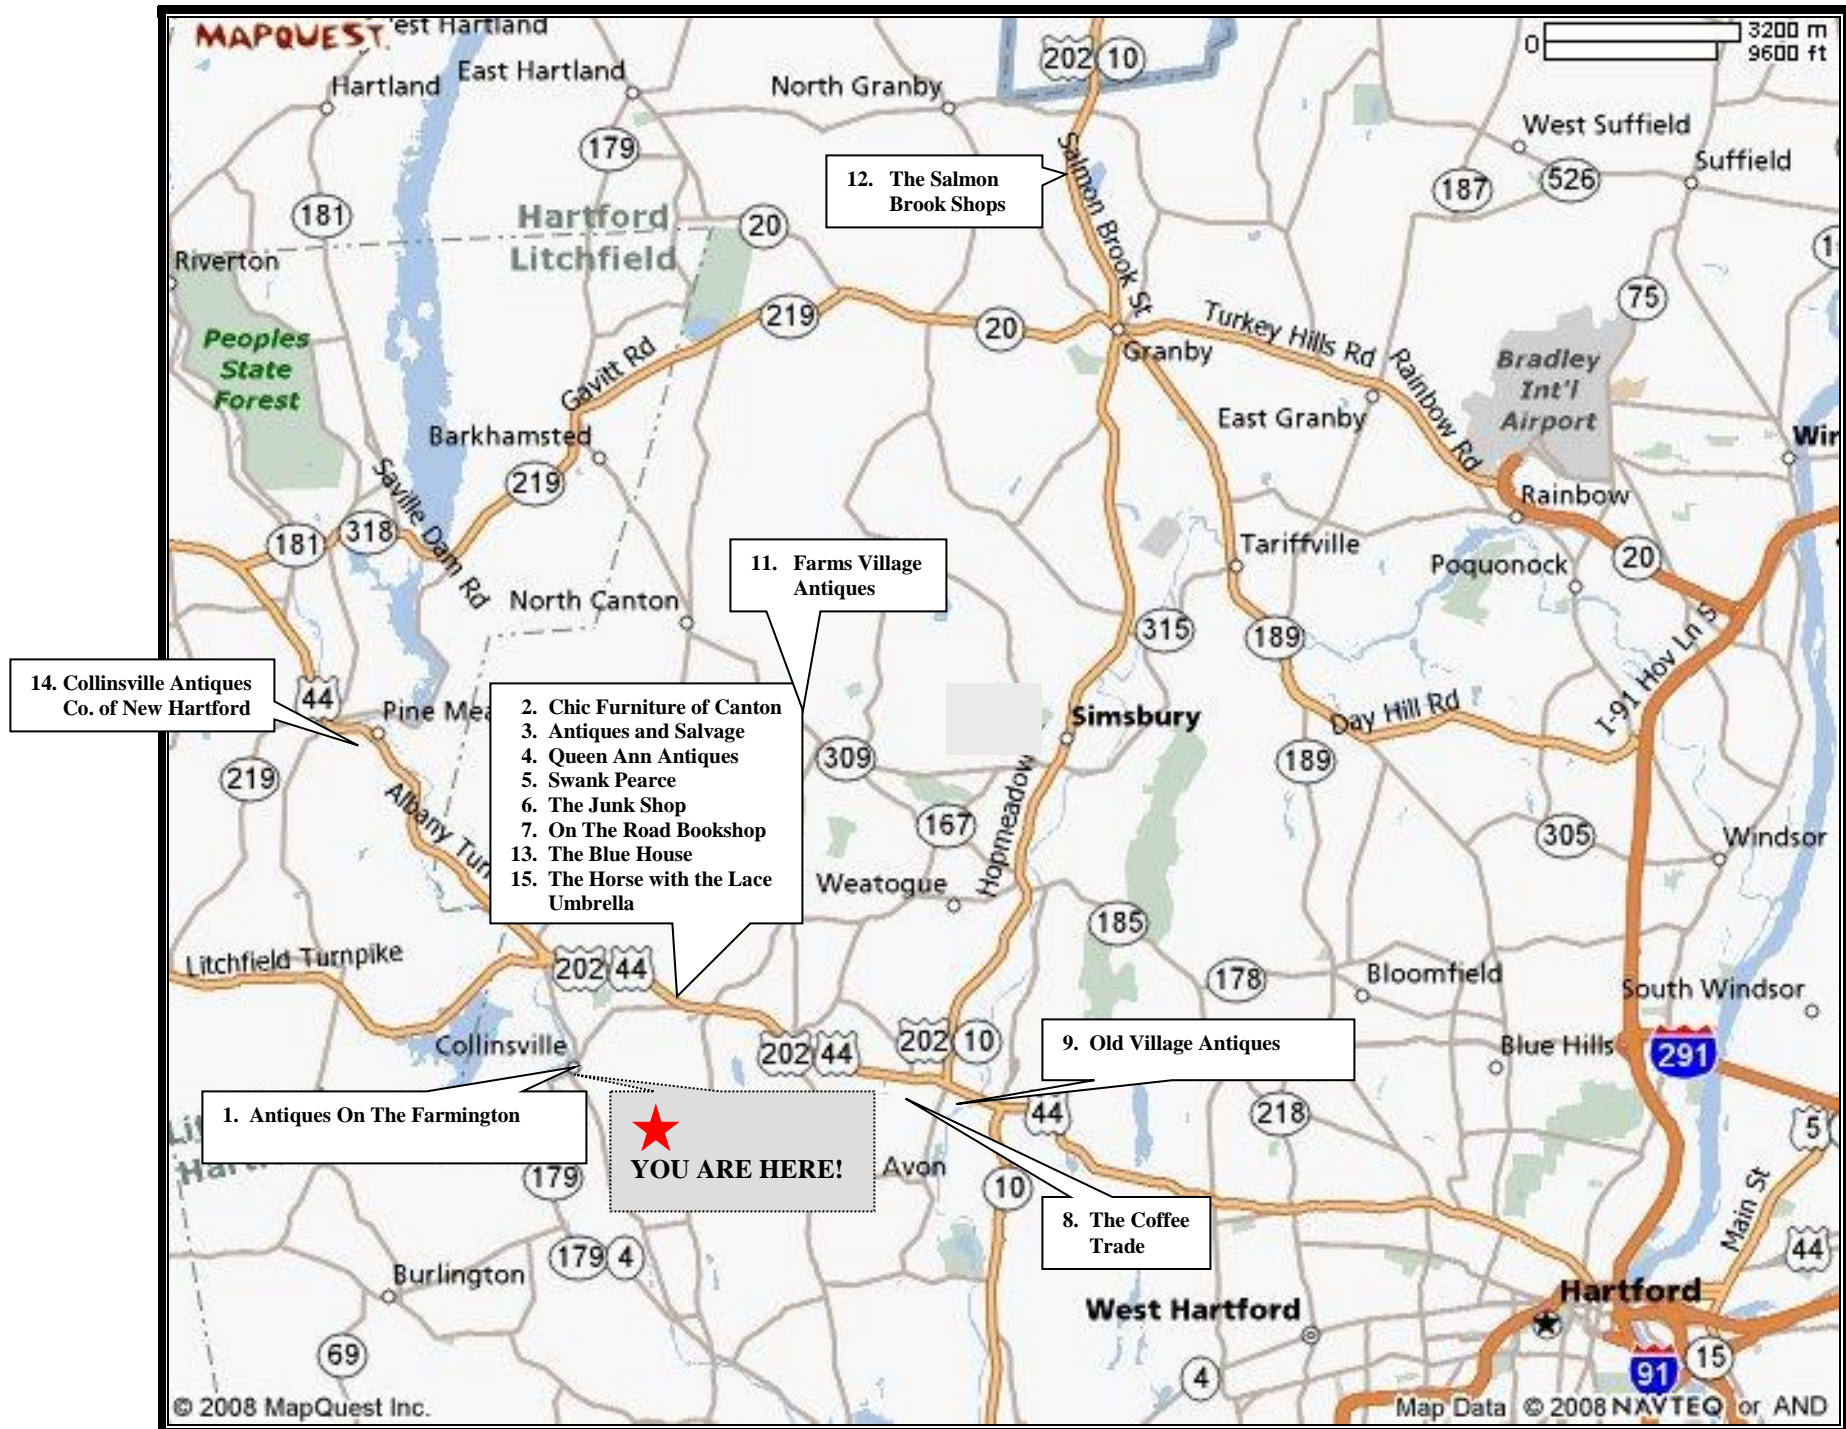 MAPQUEST.
est Hartland
3200 m
0
9600 ft
202
10
Hartland
East Hartland
North Granby
West Suffield
Suffield
179
Salmon Brook St
12. The Salmon
Brook Shops
187
526
181
Hartford
Litchfield
20
Riverton
75
Peoples
State
Forest
219
20
Granby
Turkey Hills Rd
Gavitt Rd
Rainbow Rd
Bradley
Int'l
Airport
East Granby
Barkhamsted
219
Saville Dam Rd
Rainbow
181
318
Tariffville
Poquonock
20
11. Farms Village
Antiques
North Canton
315
189
I-91 Hov Ln S
14. Collinsville Antiques
Co. of New Hartford
44
Pine Mea
2. Chic Furniture of Canton
3. Antiques and Salvage
4. Queen Ann Antiques
5. Swank Pearce
6. The Junk Shop
7. On The Road Bookshop
13. The Blue House
15. The Horse with the Lace
Umbrella
Simsbury
Day Hill Rd
309
189
219
Albany Turn
167
Hopmeadow
305
Windsor
Weatogue
185
Litchfield Turnpike
202
44
178
Bloomfield
South Windsor
Collinsville
202
44
202
10
9. Old Village Antiques
Blue Hills
291
1. Antiques On The Farmington
44
218
5
YOU ARE HERE!
Avon
179
10
8. The Coffee
Trade
Main St
44
179
4
Burlington
West Hartford
Hartford
69
4
91
15
© 2008 MapQuest Inc.
Map Data © 2008 NAVTEQ or AND